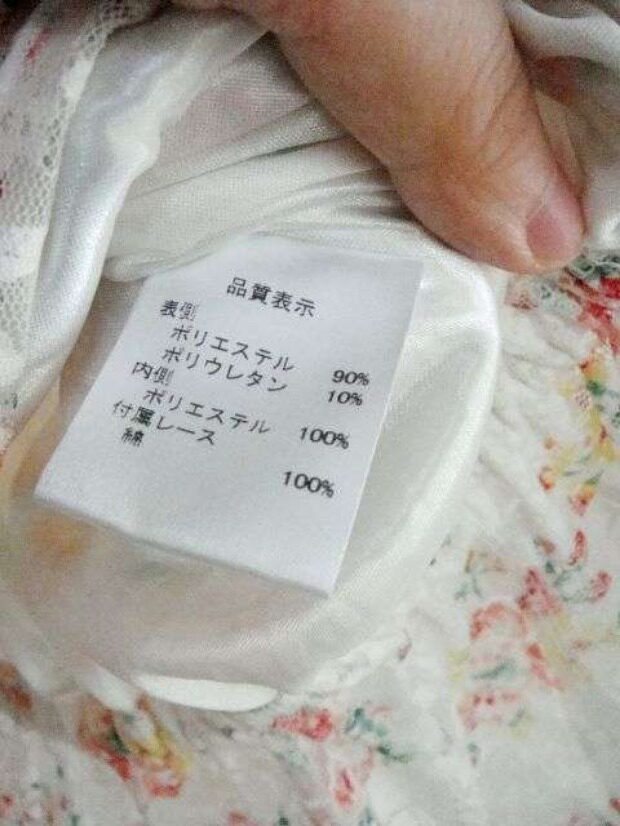 品質表示
表側
ポリエステル 90%
ポリウレタン 10%
内側
ポリエステル 100%
付属レース
綿 100%